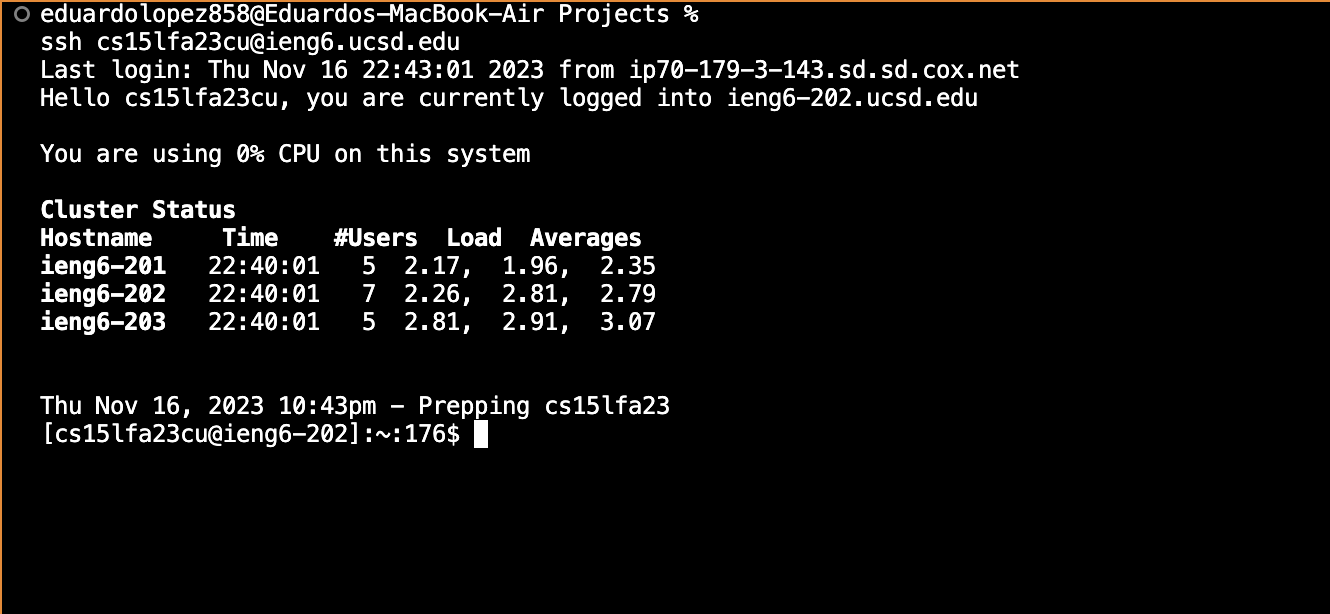 eduardolopez858@Eduardos-MacBook-Air Projects %
ssh cs15lfa23cu@ieng6.ucsd.edu
Last login: Thu Nov 16 22:43:01 2023 from ip70-179-3-143.sd.sd.cox.net
Hello cs15lfa23cu, you are currently logged into ieng6-202.ucsd.edu
You are using 0% CPU on this system
Cluster Status
Hostname     Time    #Users  Load  Averages
ieng6-201   22:40:01   5  2.17,  1.96,  2.35
ieng6-202   22:40:01   7  2.26,  2.81,  2.79
ieng6-203   22:40:01   5  2.81,  2.91,  3.07
Thu Nov 16, 2023 10:43pm - Prepping cs15lfa23
[cs15lfa23cu@ieng6-202]:~:176$